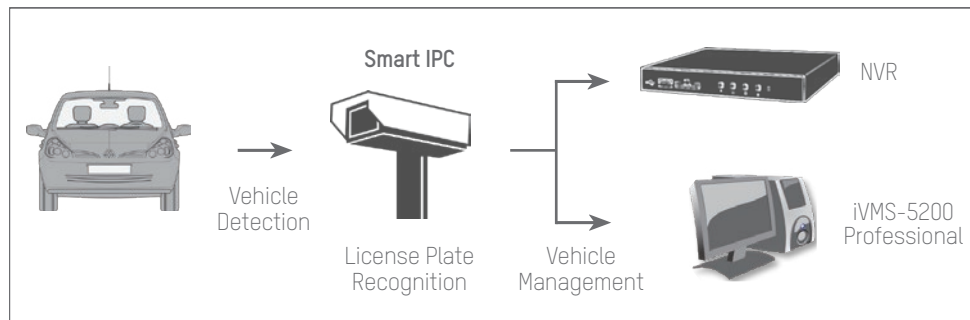 Smart IPC
NVR
Vehicle
Detection
License Plate
Recognition
Vehicle
Management
iVMS-5200
Professional